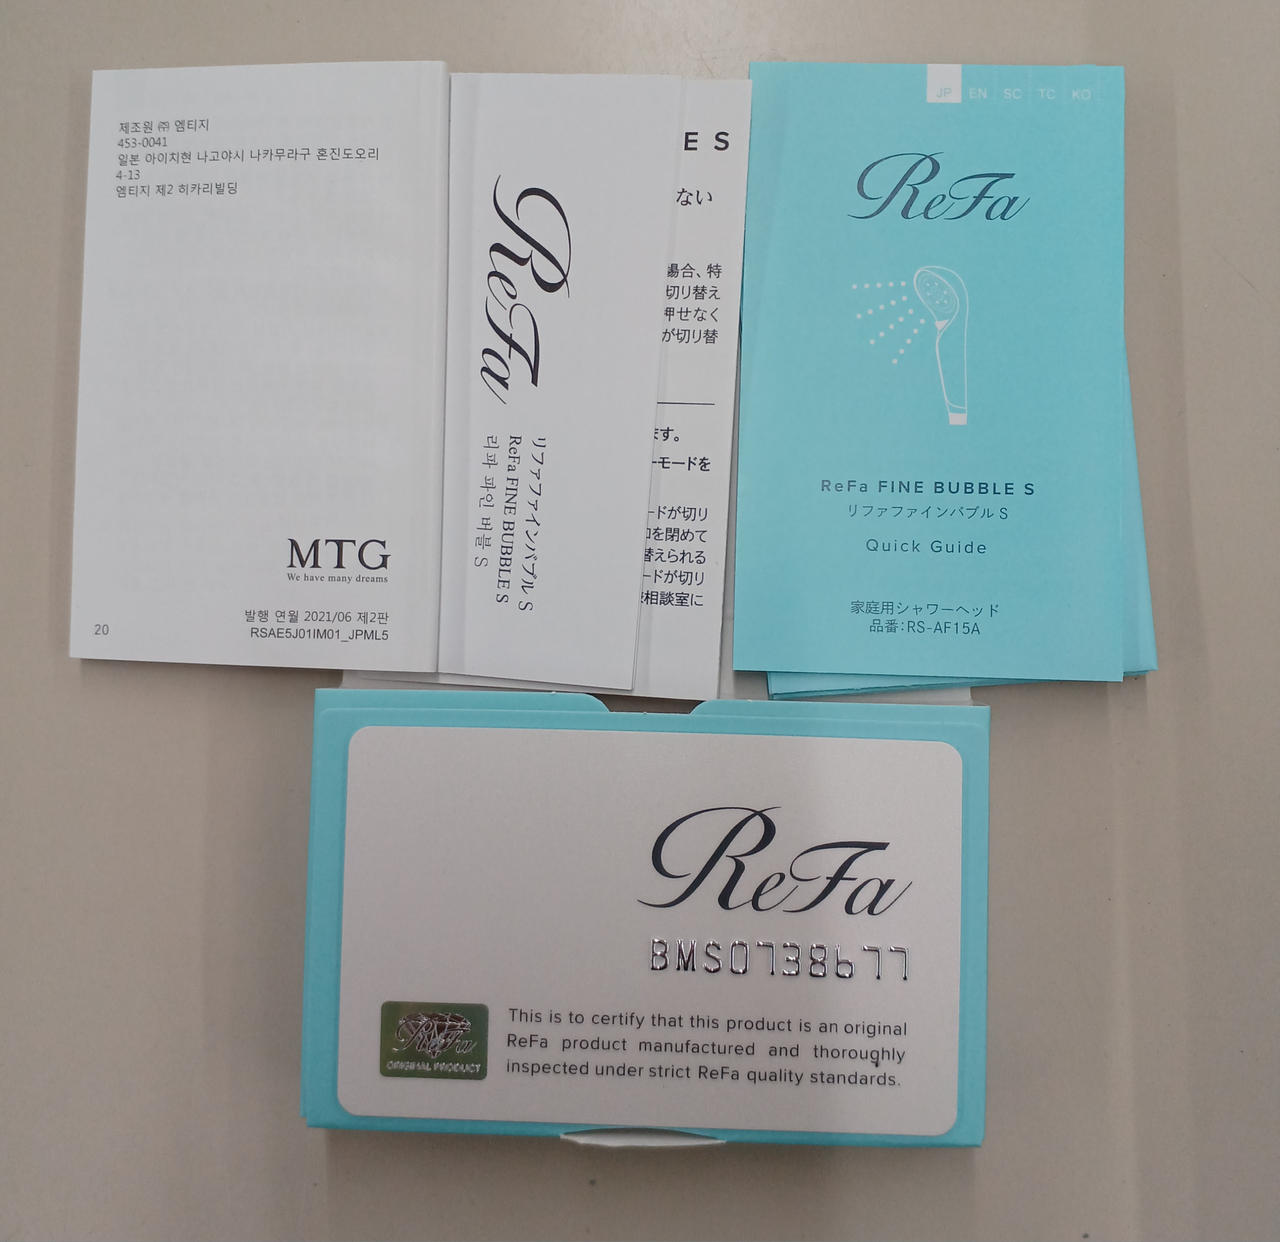 제조원 ㈜ 엠티지
453-0041
일본 아이치현 나고야시 나카무라구 혼진도오리
4-13
엠티지 제2 히카리빌딩
MTG
We have many dreams
발행 연월 2021/06 제2판
RSAE5J01IM01_JPML5
20
ReFa
リファファインバブル S
ReFa FINE BUBBLE S
리파 파인 버블 S
E S
ない
場合、特
切り替え
押せなく
が切り替
ます。
ーモードを
ードが切り
口を閉めて
替えられる
ードが切り
相談室に
JP EN SC TC KO
ReFa
ReFa FINE BUBBLE S
リファファインバブル S
Quick Guide
家庭用シャワーヘッド
品番：RS-AF15A
ReFa
BMS0738677
ReFa
ORIGINAL PRODUCT
This is to certify that this product is an original
ReFa product manufactured and thoroughly
inspected under strict ReFa quality standards.